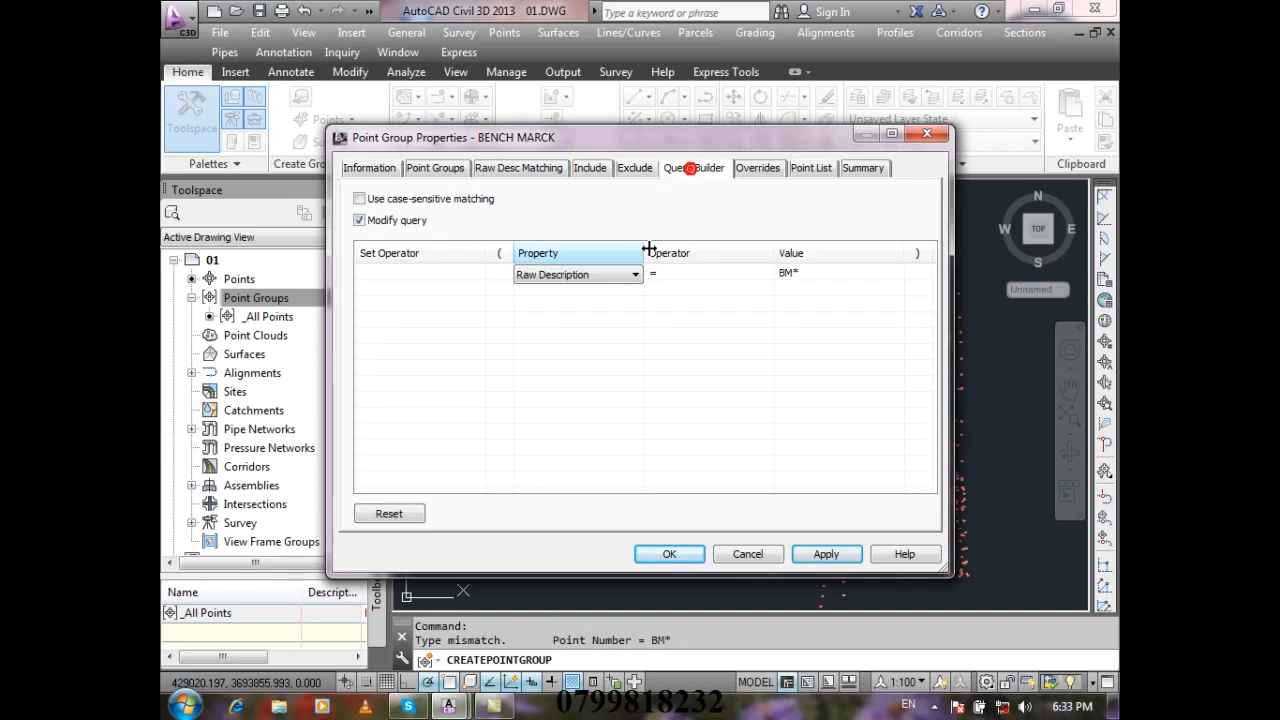 AutoCAD Civil 3D 2013 01.DWG
Type a keyword or phrase
Sign In
C3D
File Edit View Insert General Survey Points Surfaces Lines/Curves Parcels Grading Alignments Profiles Corridors Sections
Pipes Annotation Inquiry Window Express
Home Insert Annotate Modify Analyze View Manage Output Survey Help Express Tools
Toolspace
Points
Unsaved Layer State
Paste
Palettes
Create Gro
Clipboard
Point Group Properties - BENCH MARCK
Information Point Groups Raw Desc Matching Include Exclude Query Builder Overrides Point List Summary
Use case-sensitive matching
Modify query
Set Operator ( Property Operator Value )
Raw Description = BM*
Reset
OK Cancel Apply Help
Toolspace
Active Drawing View
01
Points
Point Groups
_All Points
Point Clouds
Surfaces
Alignments
Sites
Catchments
Pipe Networks
Pressure Networks
Corridors
Assemblies
Intersections
Survey
View Frame Groups
Name Descript..
_All Points
Toolbo
N
W TOP E
S
Unnamed
X
Command:
Type mismatch. Point Number = BM*
CREATEPOINTGROUP
429020.197, 3693855.993, 0.000
MODEL
1:100
0799818232
EN
6:33 PM